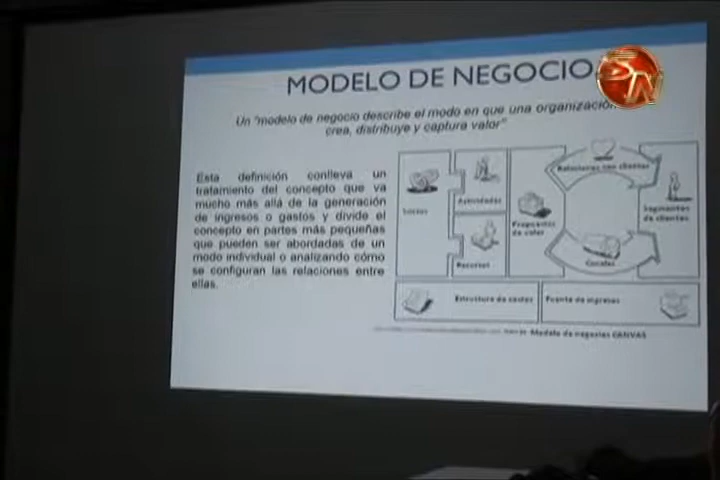 MODELO DE NEGOCIO
Un "modelo de negocio describe el modo en que una organización
crea, distribuye y captura valor"
Esta definición conlleva un
tratamiento del concepto que va
mucho más allá de la generación
de ingresos o gastos y divide el
concepto en partes más pequeñas
que pueden ser abordadas de un
modo individual o analizando cómo
se configuran las relaciones entre
ellas.
Relaciones con clientes
Socios
Actividades
Propuestas
de valor
Segmentos
de clientes
Recursos
Canales
Estructura de costes
Fuente de ingresos
Modelo de negocios CANVAS
SN